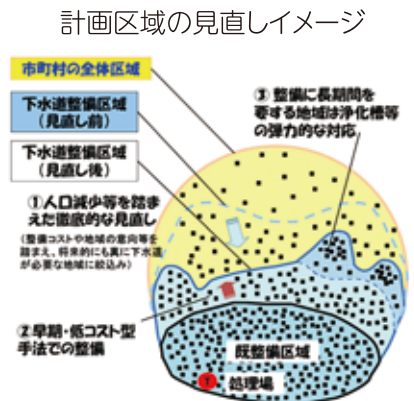 計画区域の見直しイメージ
市町村の全体区域
下水道整備区域
(見直し前)
下水道整備区域
(見直し後)
①人口減少等を踏ま
えた徹底的な見直し
(整備コストや地域の意向等を
踏まえ、将来的にも真に下水道
が必要な地域に絞込み)
②早期・低コスト型
手法での整備
③整備に長期間を
要する地域は浄化槽等
の弾力的な対応
既整備区域
T 処理場